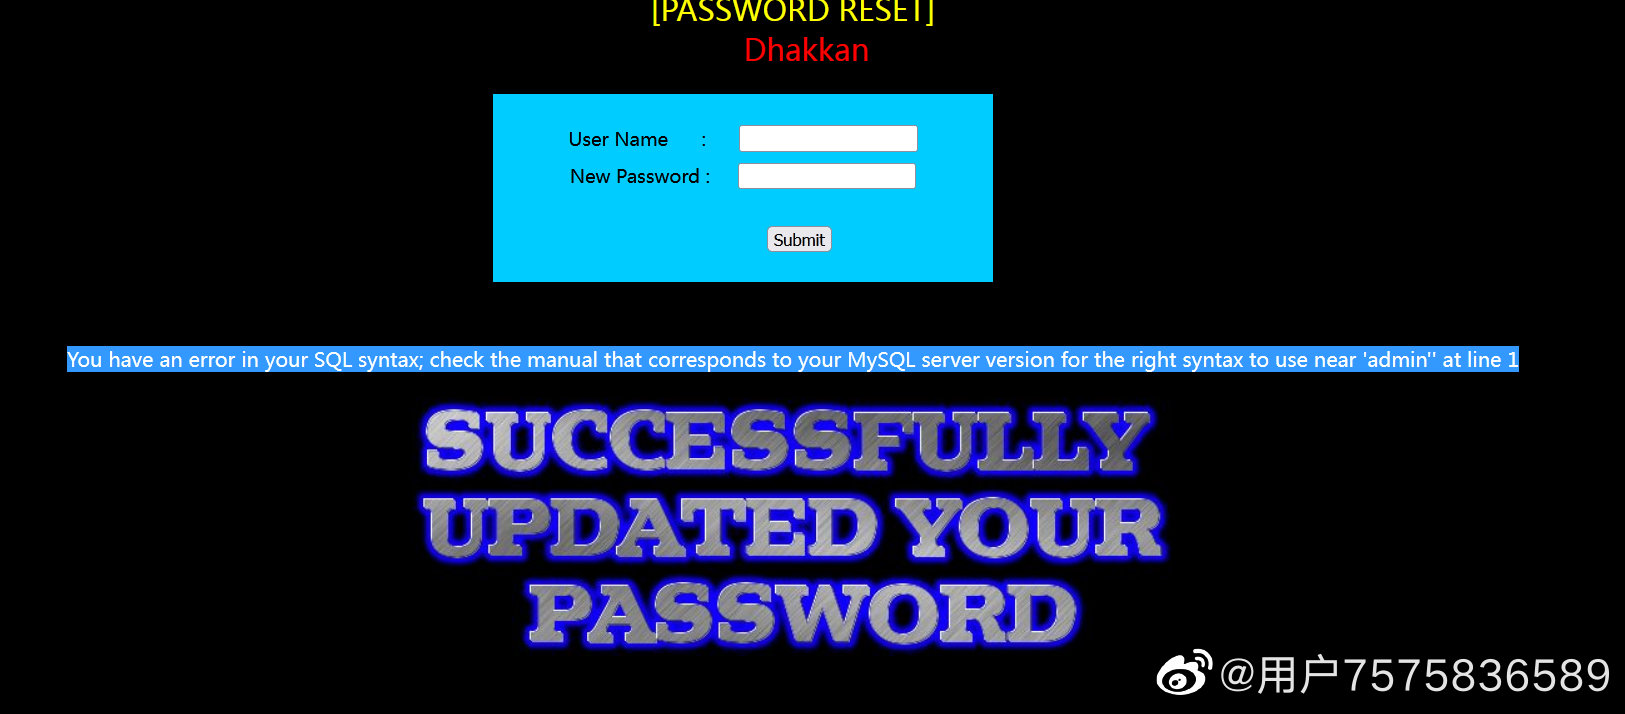 [PASSWORD RESET]
Dhakkan
User Name :
New Password :
Submit
You have an error in your SQL syntax; check the manual that corresponds to your MySQL server version for the right syntax to use near 'admin'' at line 1
SUCCESSFULLY
UPDATED YOUR
PASSWORD
@用户7575836589